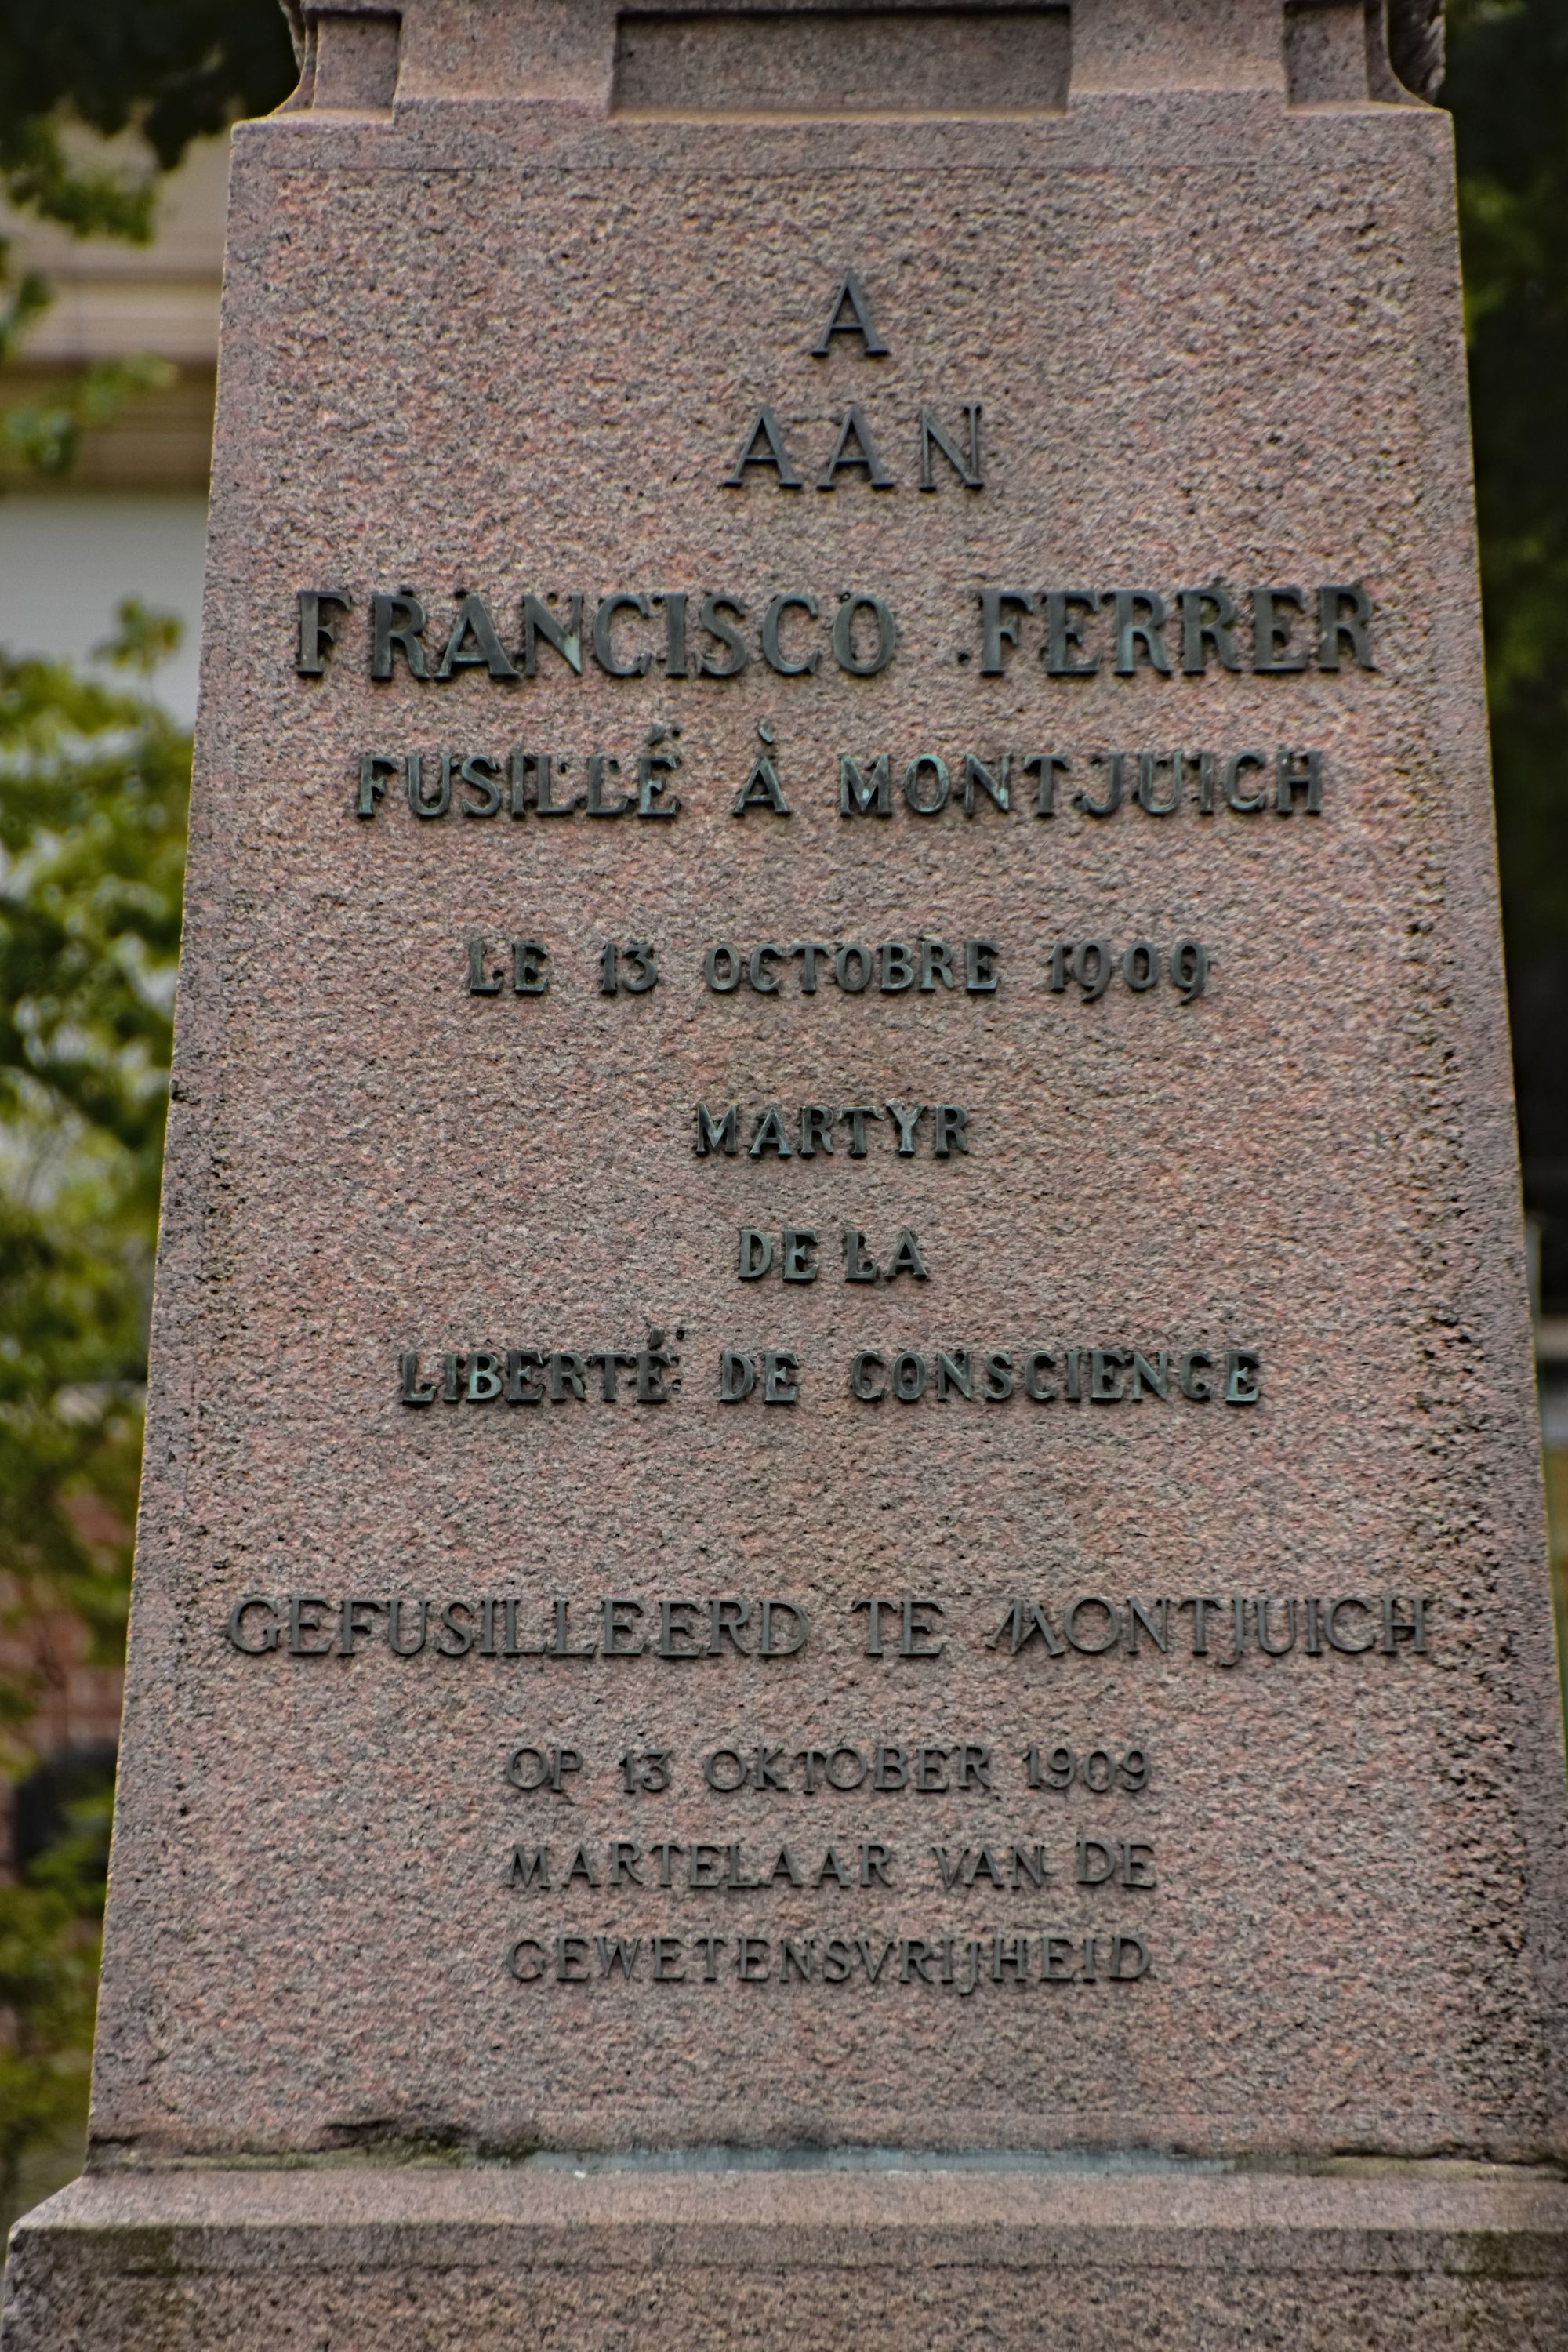 A
AAN
FRANCISCO FERRER
FUSILLÉ À MONTJUICH
LE 13 OCTOBRE 1909
MARTYR
DE LA
LIBERTÉ DE CONSCIENCE
GEFUSILLEERD TE MONTJUICH
OP 13 OKTOBER 1909
MARTELAAR VAN DE
GEWETENSVRIJHEID